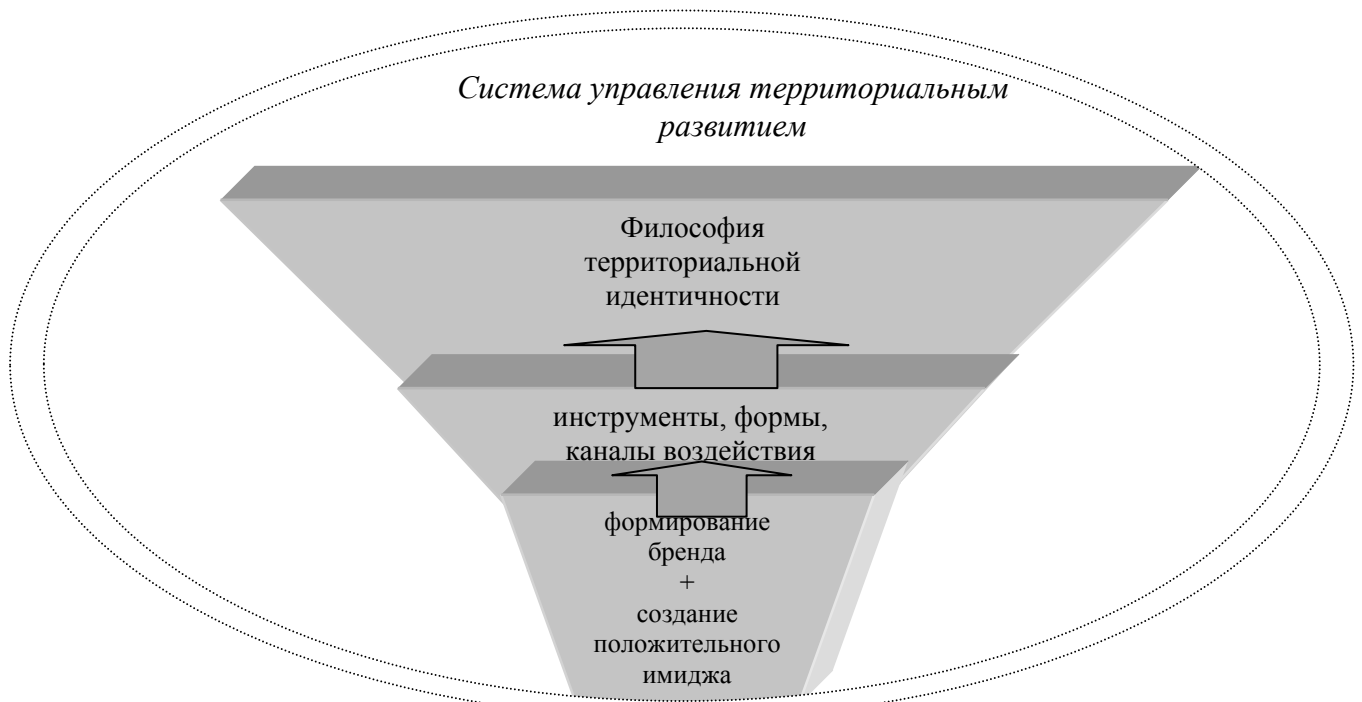 Система управления территориальным
развитием
Философия
территориальной
идентичности
инструменты, формы,
каналы воздействия
формирование
бренда
+
создание
положительного
имиджа